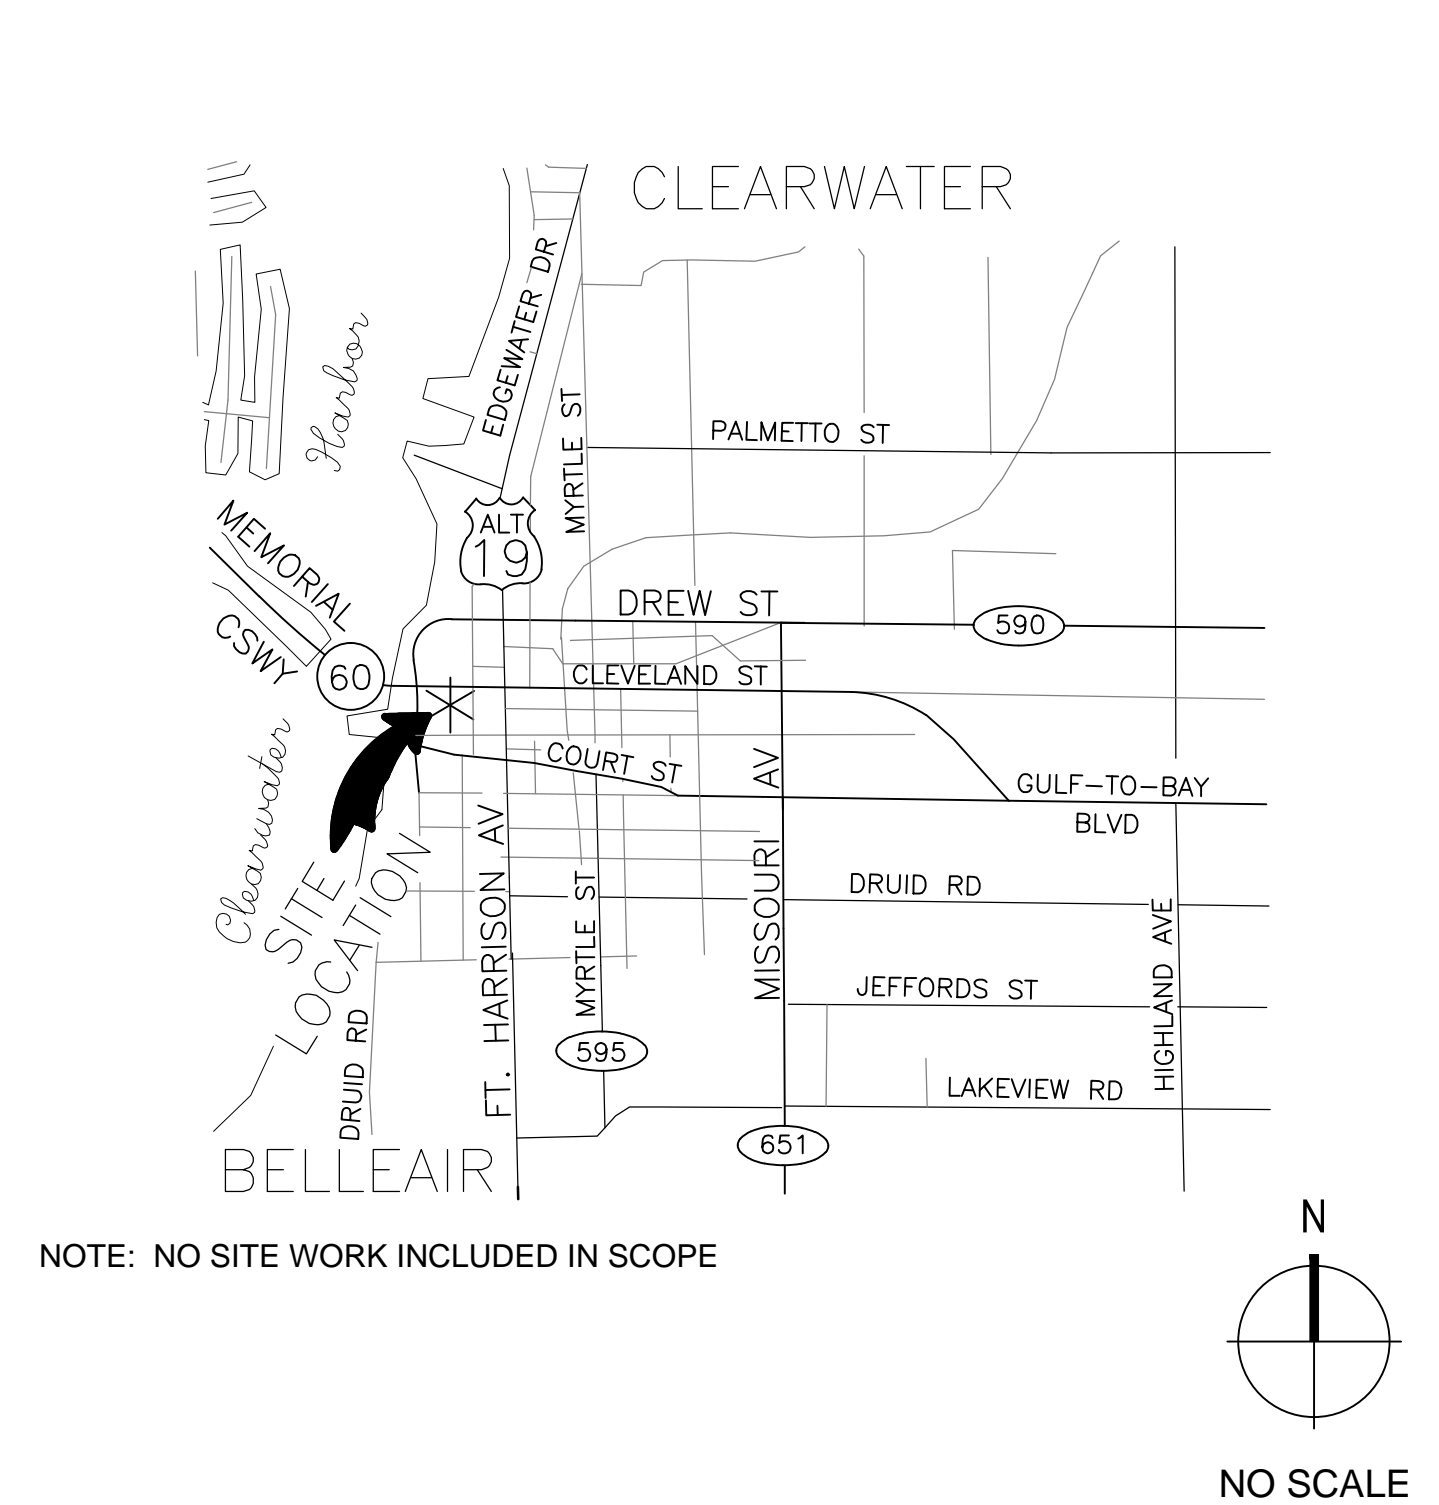 CLEARWATER
EDGEWATER DR
Harbor
MYRTLE ST
PALMETTO ST
MEMORIAL
CSWY
ALT
19
DREW ST
590
60
CLEVELAND ST
COURT ST
GULF-TO-BAY
BLVD
MISSOURI AV
Clearwater
SITE
LOCATION
FT. HARRISON AV
MYRTLE ST
DRUID RD
HIGHLAND AVE
JEFFORDS ST
DRUID RD
595
LAKEVIEW RD
651
BELLEAIR
N
NOTE: NO SITE WORK INCLUDED IN SCOPE
NO SCALE